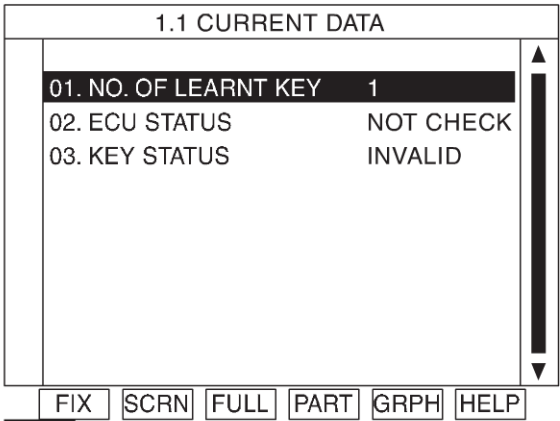 1.1 CURRENT DATA
01. NO. OF LEARNT KEY 1
02. ECU STATUS NOT CHECK
03. KEY STATUS INVALID
FIX SCRN FULL PART GRPH HELP